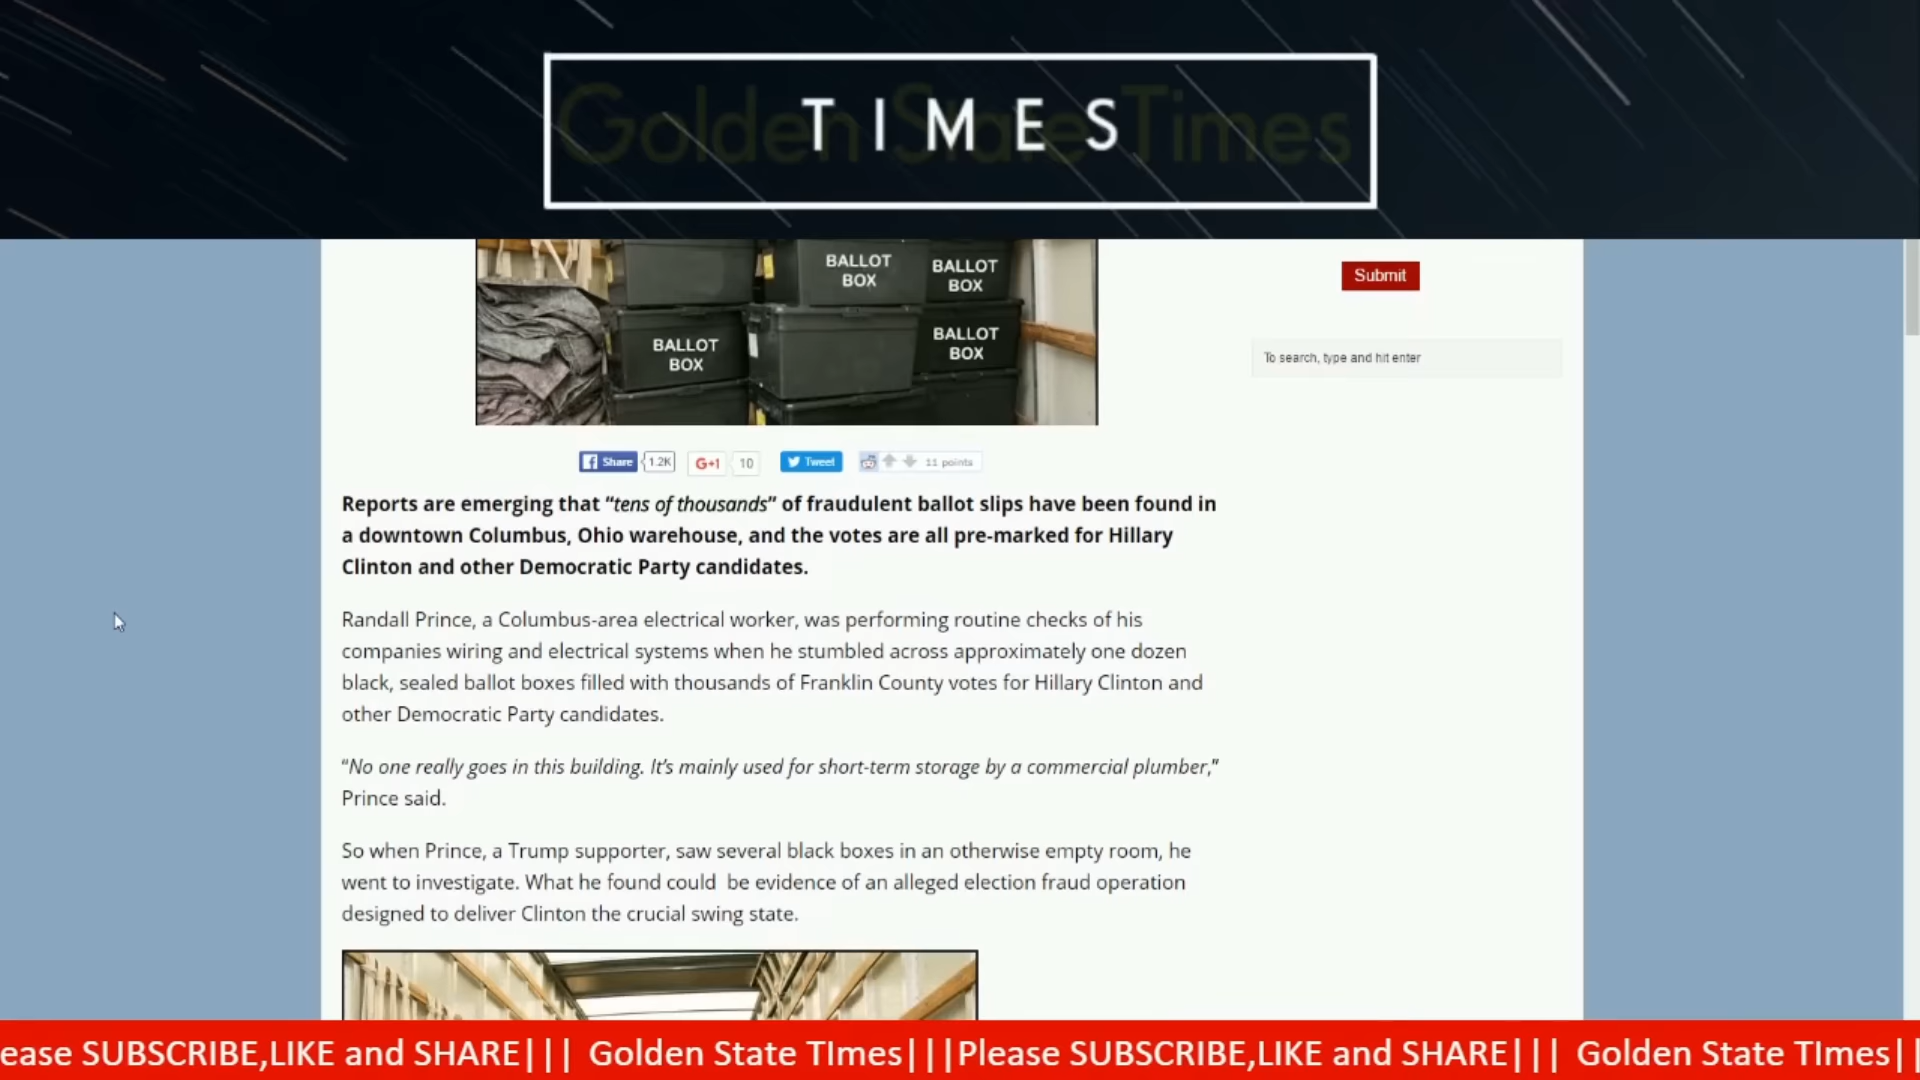 Golden State Times
TIMES
BALLOT
BOX
BALLOT
BOX
BALLOT
BOX
BALLOT
BOX
Submit
To search, type and hit enter
Share 1.2K G+1 10 Tweet 11 points
Reports are emerging that “tens of thousands” of fraudulent ballot slips have been found in
a downtown Columbus, Ohio warehouse, and the votes are all pre-marked for Hillary
Clinton and other Democratic Party candidates.
Randall Prince, a Columbus-area electrical worker, was performing routine checks of his
companies wiring and electrical systems when he stumbled across approximately one dozen
black, sealed ballot boxes filled with thousands of Franklin County votes for Hillary Clinton and
other Democratic Party candidates.
“No one really goes in this building. It’s mainly used for short-term storage by a commercial plumber,”
Prince said.
So when Prince, a Trump supporter, saw several black boxes in an otherwise empty room, he
went to investigate. What he found could be evidence of an alleged election fraud operation
designed to deliver Clinton the crucial swing state.
ease SUBSCRIBE,LIKE and SHARE||| Golden State TImes|||Please SUBSCRIBE,LIKE and SHARE||| Golden State TImes||